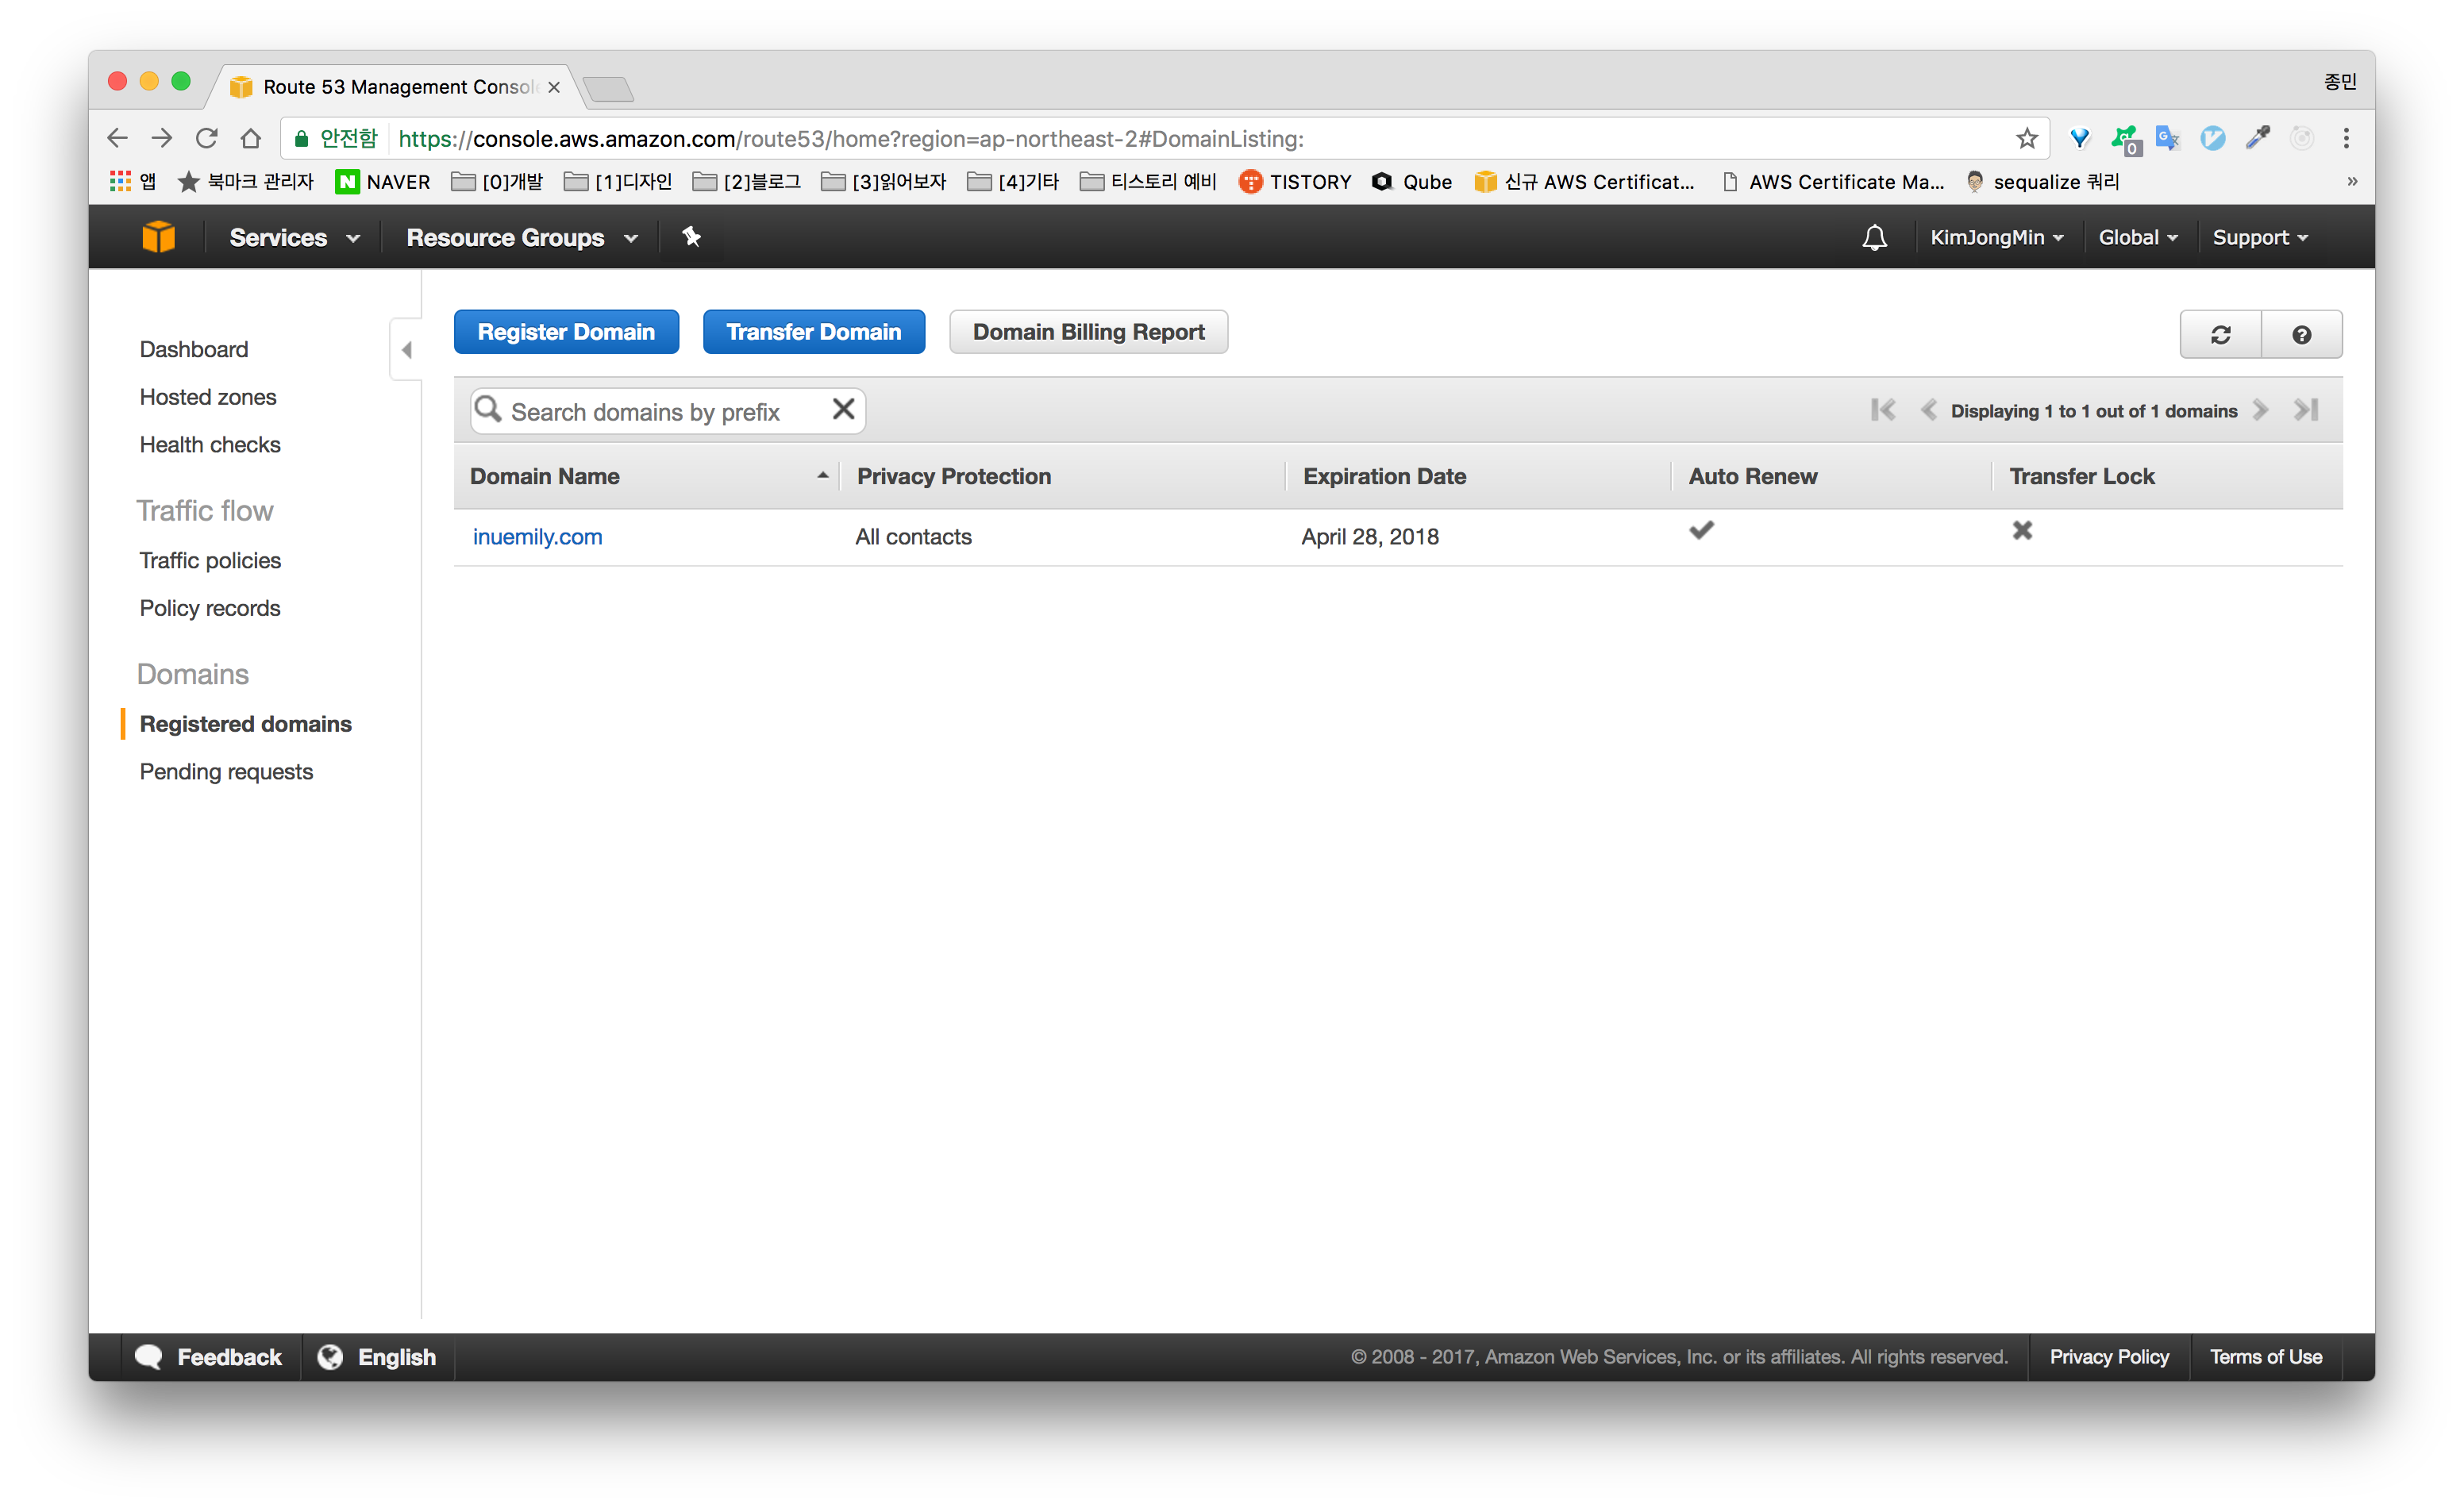 Route 53 Management Consol
종민
안전함 https://console.aws.amazon.com/route53/home?region=ap-northeast-2#DomainListing:
0
앱 북마크 관리자 N NAVER [0]개발 [1]디자인 [2]블로그 [3]읽어보자 [4]기타 티스토리 예비 TISTORY Qube 신규 AWS Certificat... AWS Certificate Ma... sequalize 쿼리 »
Services Resource Groups KimJongMin Global Support
Register Domain Transfer Domain Domain Billing Report
Dashboard
Hosted zones
Health checks
Traffic flow
Traffic policies
Policy records
Domains
Registered domains
Pending requests
Search domains by prefix Displaying 1 to 1 out of 1 domains
Domain Name Privacy Protection Expiration Date Auto Renew Transfer Lock
inuemily.com All contacts April 28, 2018
Feedback English © 2008 - 2017, Amazon Web Services, Inc. or its affiliates. All rights reserved. Privacy Policy Terms of Use